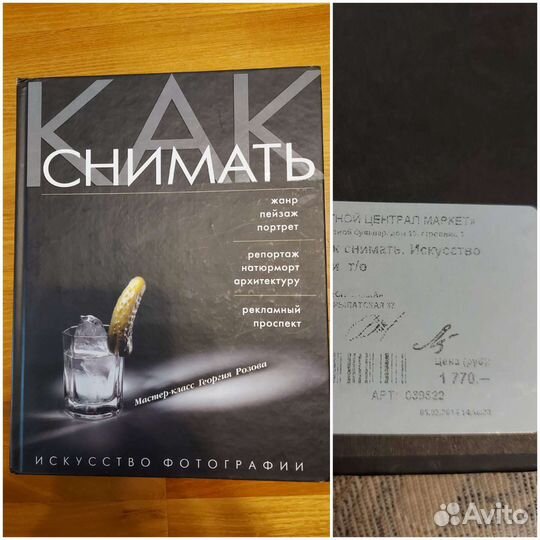 КАК
СНИМАТЬ
жанр
пейзаж
портрет
репортаж
натюрморт
архитектуру
рекламный
проспект
Мастер-класс Георгия Розова
ИСКУССТВО ФОТОГРАФИИ
ТНОЙ ЦЕНТРАЛ МАРКЕТ»
к снимать. Искусство
и т/о
Цена (руб)
1 770.-
АРТ: 039522
Avito